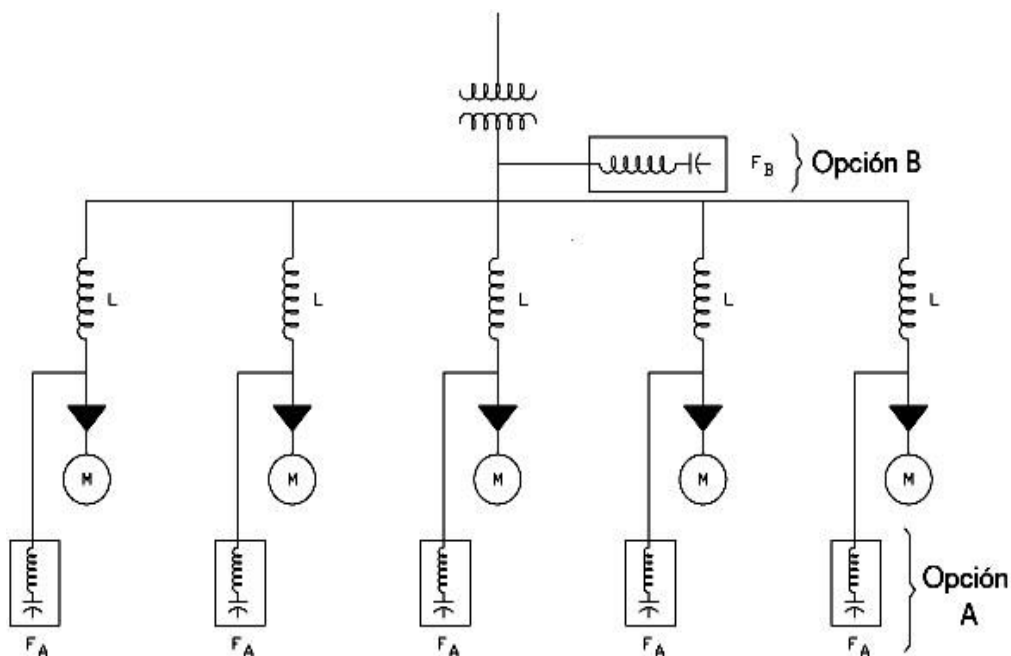 F_B Opción B
L L L L L
M M M M M
Opción
A
F_A F_A F_A F_A F_A